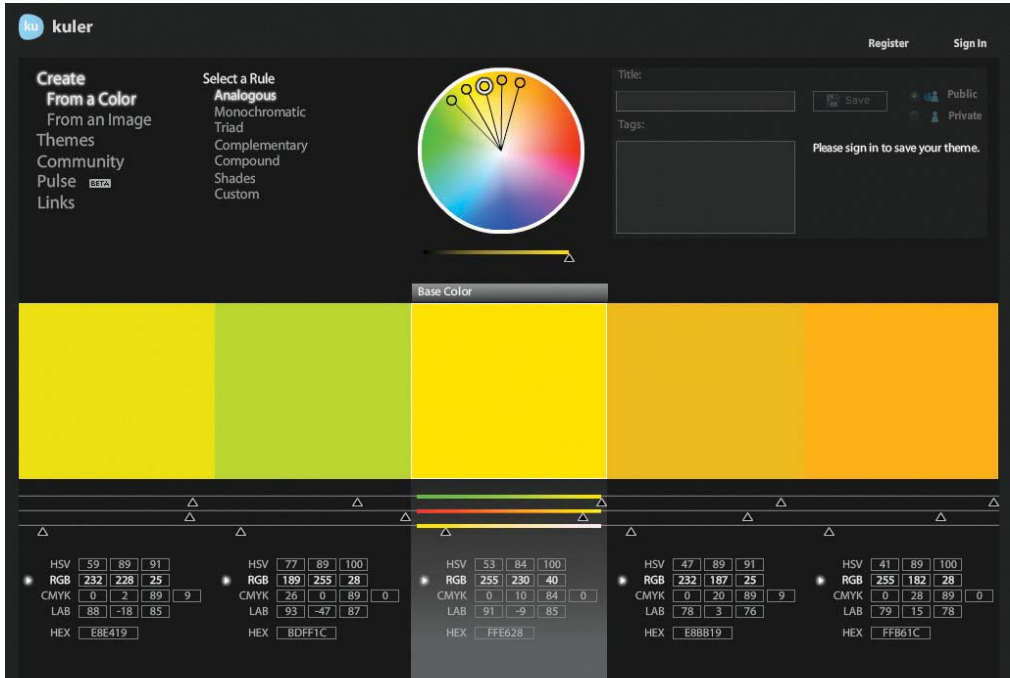 ku kuler
Register Sign In
Create
From a Color
From an Image
Themes
Community
Pulse BETA
Links
Select a Rule
Analogous
Monochromatic
Triad
Complementary
Compound
Shades
Custom
Title:
Save
Public
Private
Tags:
Please sign in to save your theme.
Base Color
HSV 59 89 91
RGB 232 228 25
CMYK 0 2 89 9
LAB 88 -18 85
HEX E8E419
HSV 77 89 100
RGB 189 255 28
CMYK 26 0 89 0
LAB 93 -47 87
HEX BDFF1C
HSV 53 84 100
RGB 255 230 40
CMYK 0 10 84 0
LAB 91 -9 85
HEX FFE628
HSV 47 89 91
RGB 232 187 25
CMYK 0 20 89 9
LAB 78 3 76
HEX E8BB19
HSV 41 89 100
RGB 255 182 28
CMYK 0 28 89 0
LAB 79 15 78
HEX FFB61C